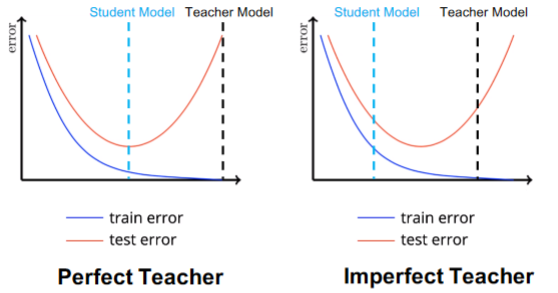 Student Model Teacher Model
error
train error
test error
Perfect Teacher
Student Model Teacher Model
error
train error
test error
Imperfect Teacher